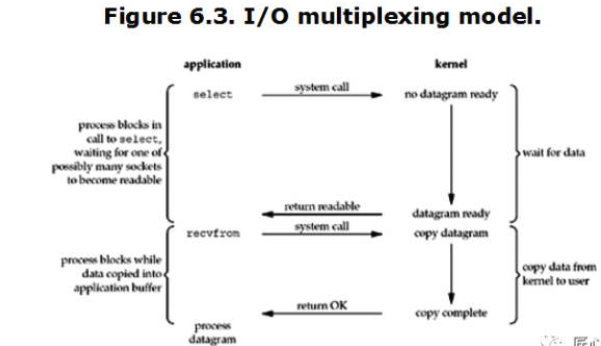 Figure 6.3. I/O multiplexing model.
application
kernel
select
system call
no datagram ready
process blocks in
call to select,
waiting for one of
possibly many sockets
to become readable
wait for data
return readable
datagram ready
recvfrom
system call
copy datagram
process blocks while
data copied into
application buffer
copy data from
kernel to user
return OK
copy complete
process
datagram
匠心